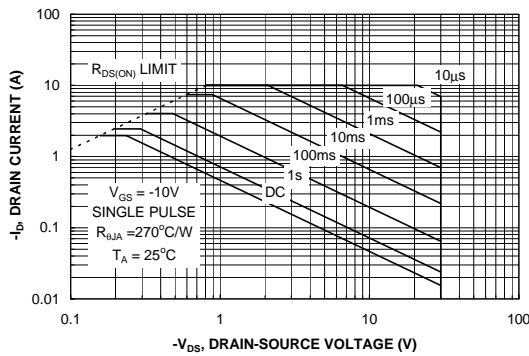 100
10
1
0.1
0.01
-I_D, DRAIN CURRENT (A)
R_DS(ON) LIMIT
10μs
100μs
1ms
10ms
100ms
1s
DC
V_GS = -10V
SINGLE PULSE
R_θJA =270°C/W
T_A = 25°C
0.1 1 10 100
-V_DS, DRAIN-SOURCE VOLTAGE (V)